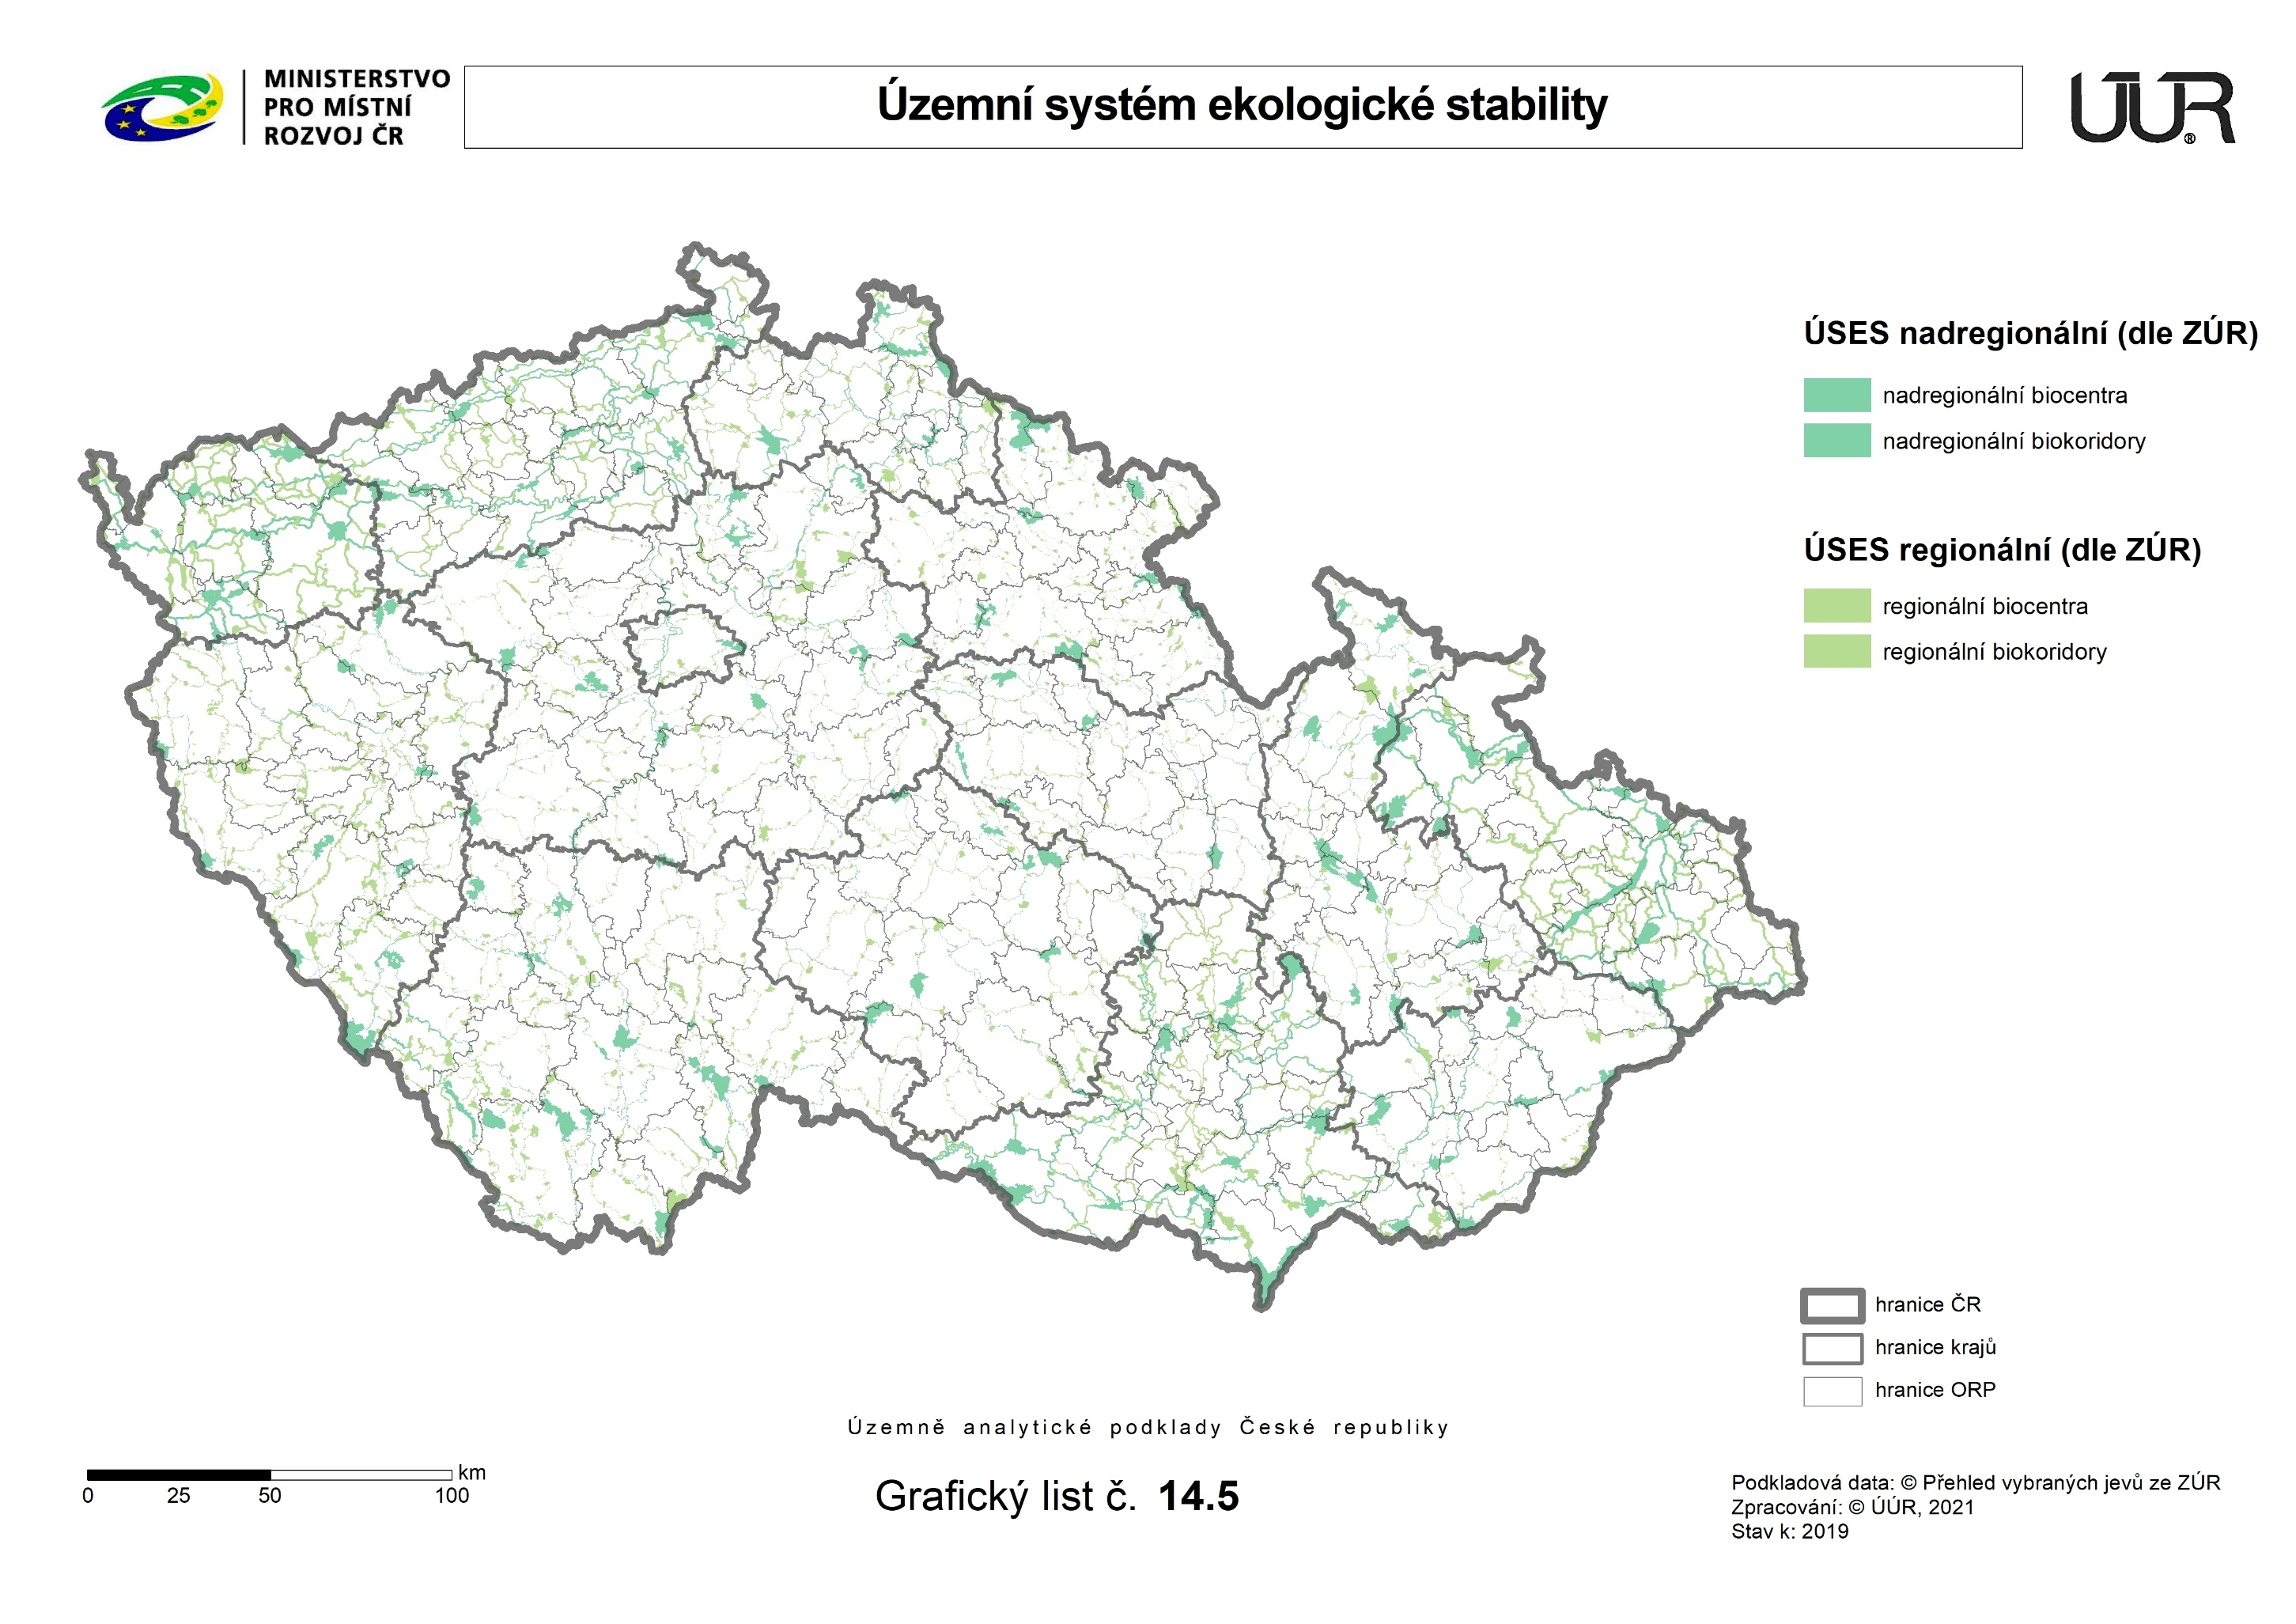 MINISTERSTVO
PRO MÍSTNÍ
ROZVOJ ČR
Územní systém ekologické stability
ÚÚR®
ÚSES nadregionální (dle ZÚR)
nadregionální biocentra
nadregionální biokoridory
ÚSES regionální (dle ZÚR)
regionální biocentra
regionální biokoridory
hranice ČR
hranice krajů
hranice ORP
Územně analytické podklady České republiky
km
0 25 50 100
Grafický list č. 14.5
Podkladová data: © Přehled vybraných jevů ze ZÚR
Zpracování: © ÚÚR, 2021
Stav k: 2019